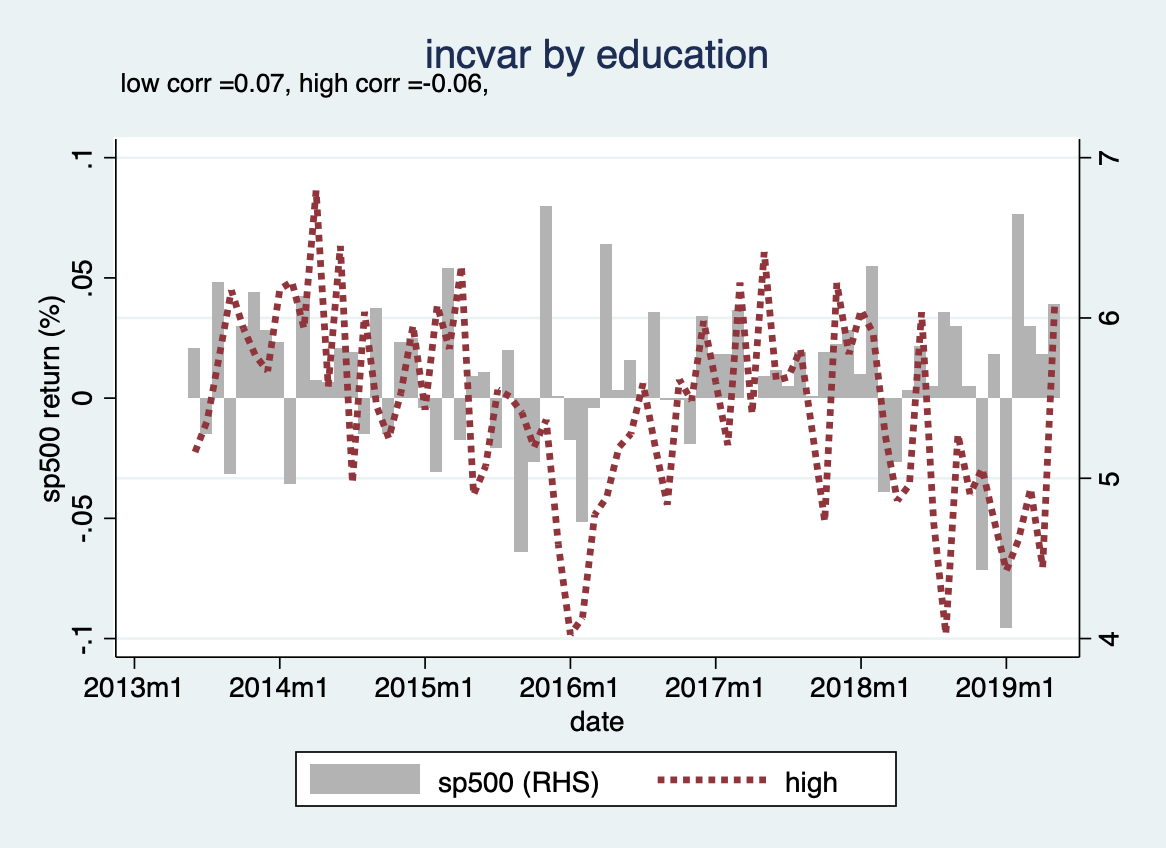 incvar by education
low corr =0.07, high corr =-0.06,
.1
.05
0
-.05
-.1
sp500 return (%)
7
6
5
4
2013m1 2014m1 2015m1 2016m1 2017m1 2018m1 2019m1
date
sp500 (RHS) high